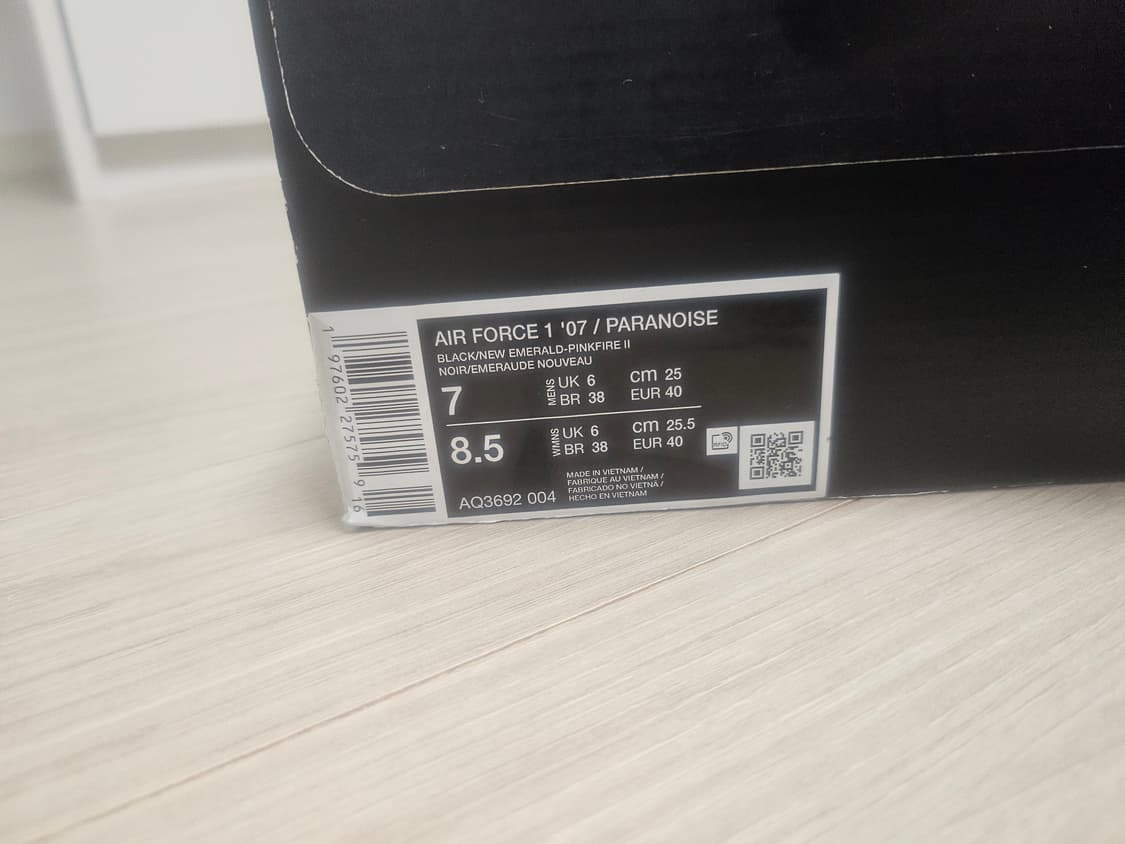 AIR FORCE 1 '07 / PARANOISE
BLACK/NEW EMERALD-PINKFIRE II
NOIR/EMERAUDE NOUVEAU
7 MENS UK 6 cm 25
BR 38 EUR 40
8.5 WMNS UK 6 cm 25.5
BR 38 EUR 40
RFID
MADE IN VIETNAM /
FABRIQUE AU VIETNAM /
FABRICADO NO VIETNA /
HECHO EN VIETNAM
AQ3692 004
1 97602 27575 9 16